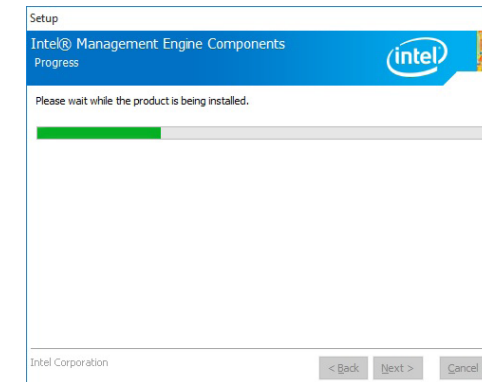 Setup
Intel® Management Engine Components
Progress
intel
Please wait while the product is being installed.
Intel Corporation
< Back Next > Cancel